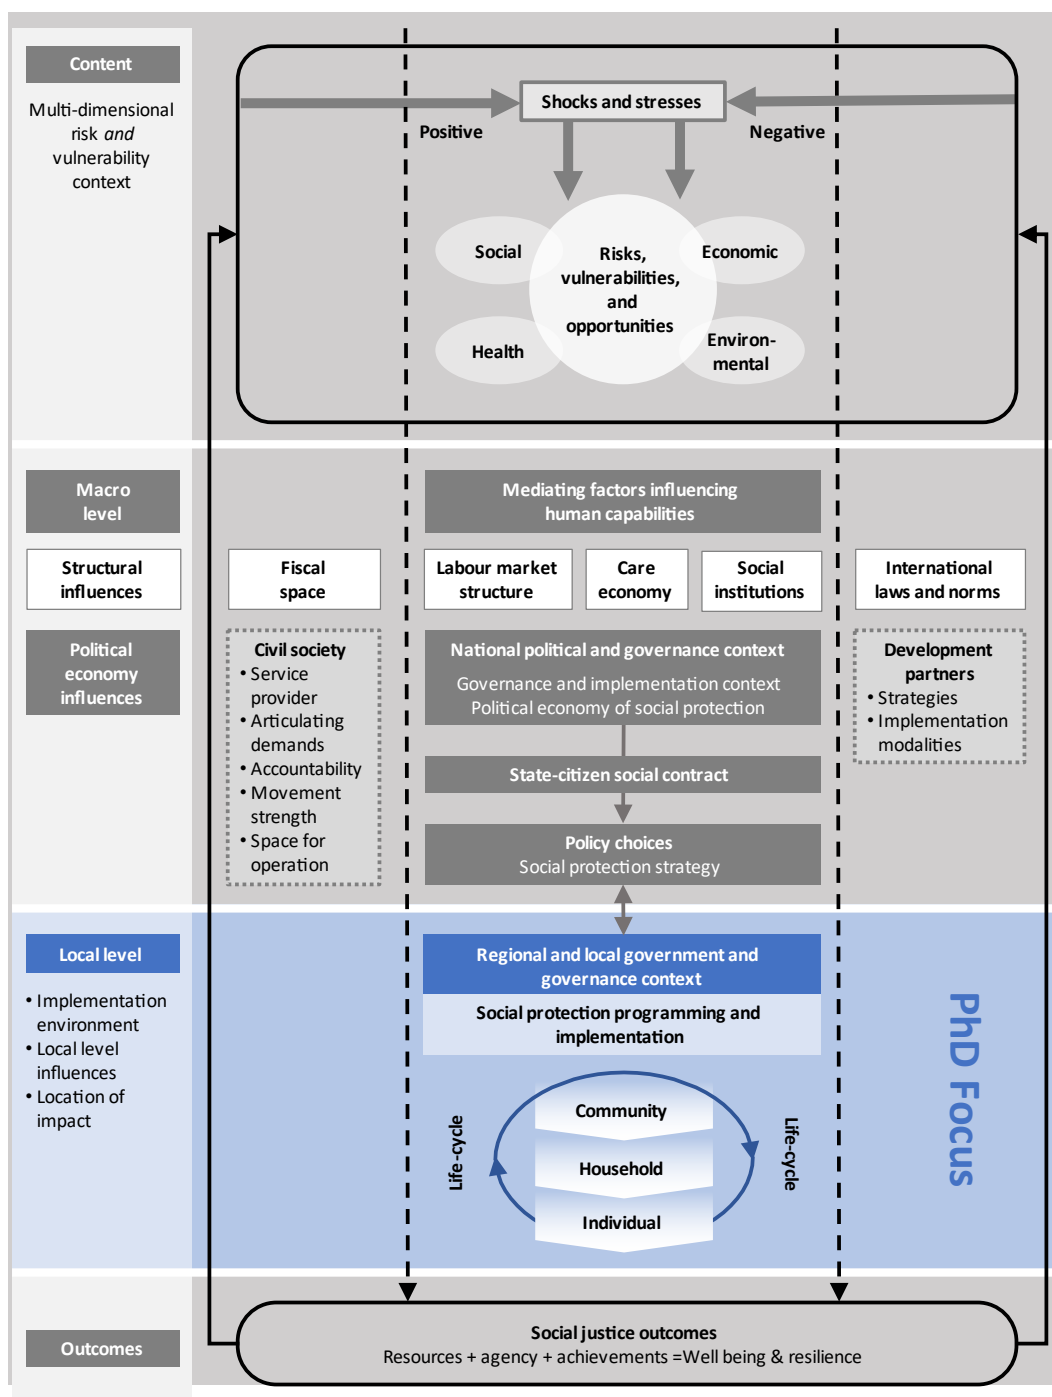 Content
Multi-dimensional
risk and
vulnerability
context
Shocks and stresses
Positive
Negative
Social
Economic
Risks,
vulnerabilities,
and
opportunities
Health
Environ-
mental
Macro
level
Mediating factors influencing
human capabilities
Structural
influences
Fiscal
space
Labour market
structure
Care
economy
Social
institutions
International
laws and norms
Political
economy
influences
Civil society
• Service
provider
• Articulating
demands
• Accountability
• Movement
strength
• Space for
operation
National political and governance context
Governance and implementation context
Political economy of social protection
State-citizen social contract
Policy choices
Social protection strategy
Development
partners
• Strategies
• Implementation
modalities
Local level
• Implementation
environment
• Local level
influences
• Location of
impact
Regional and local government and
governance context
Social protection programming and
implementation
Community
Household
Individual
Life-cycle
Life-cycle
PhD Focus
Outcomes
Social justice outcomes
Resources + agency + achievements =Well being & resilience